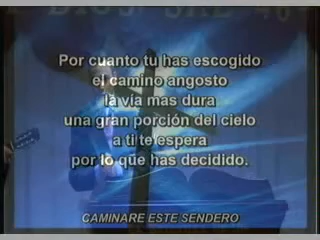 Por cuanto tu has escogido
el camino angosto
la vía mas dura
una gran porción del cielo
a ti te espera
por lo que has decidido.
CAMINARE ESTE SENDERO